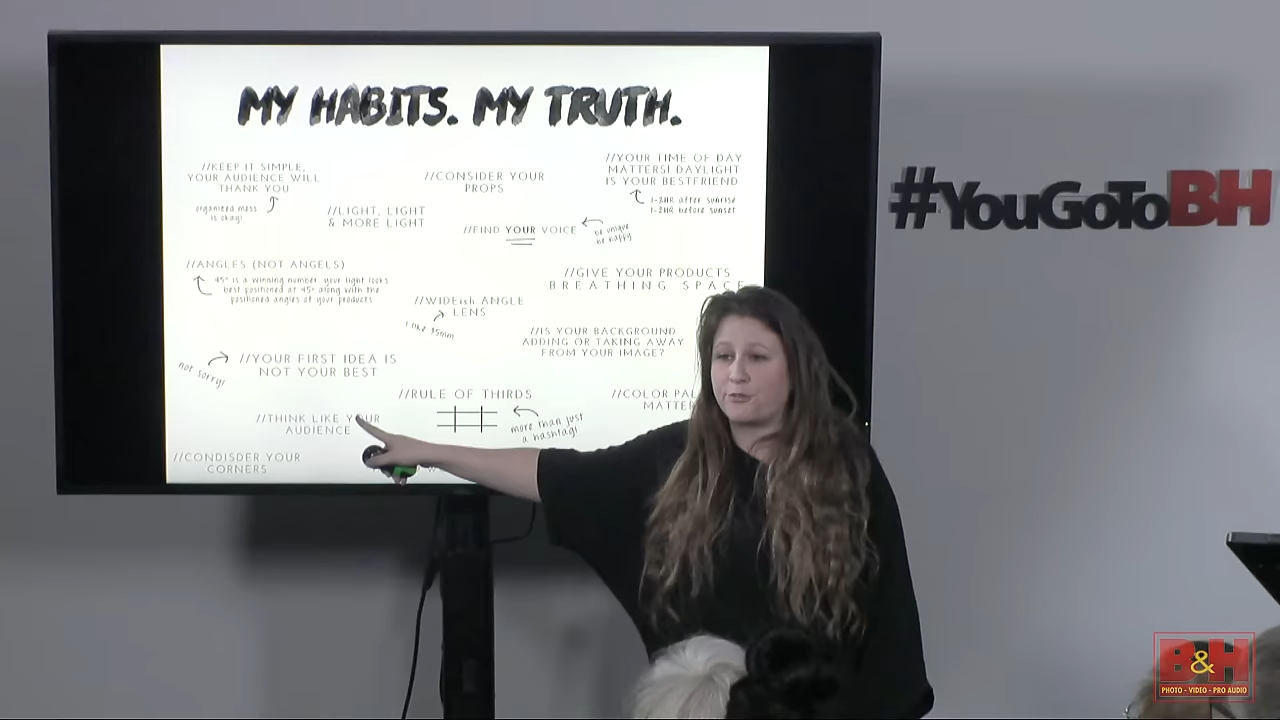 MY HABITS. MY TRUTH.
//KEEP IT SIMPLE,
YOUR AUDIENCE WILL
THANK YOU
organized mess
is okay!
//LIGHT, LIGHT
& MORE LIGHT
//CONSIDER YOUR
PROPS
//YOUR TIME OF DAY
MATTERS! DAYLIGHT
IS YOUR BESTFRIEND
1-2HR after sunrise
1-2HR before sunset
//FIND YOUR VOICE
be unique
be happy
//ANGLES (NOT ANGELS)
45° is a winning number. your light looks
best positioned at 45° along with the
positioned angles of your products
//GIVE YOUR PRODUCTS
BREATHING SPACE
//WIDEish ANGLE
LENS
I like 35mm
//IS YOUR BACKGROUND
ADDING OR TAKING AWAY
FROM YOUR IMAGE?
//YOUR FIRST IDEA IS
NOT YOUR BEST
not sorry!
//RULE OF THIRDS
more than just
a hashtag!
//COLOR PAL
MATTER
//THINK LIKE YOUR
AUDIENCE
//CONDISDER YOUR
CORNERS
//
#YouGoToBH
B&H
PHOTO - VIDEO - PRO AUDIO